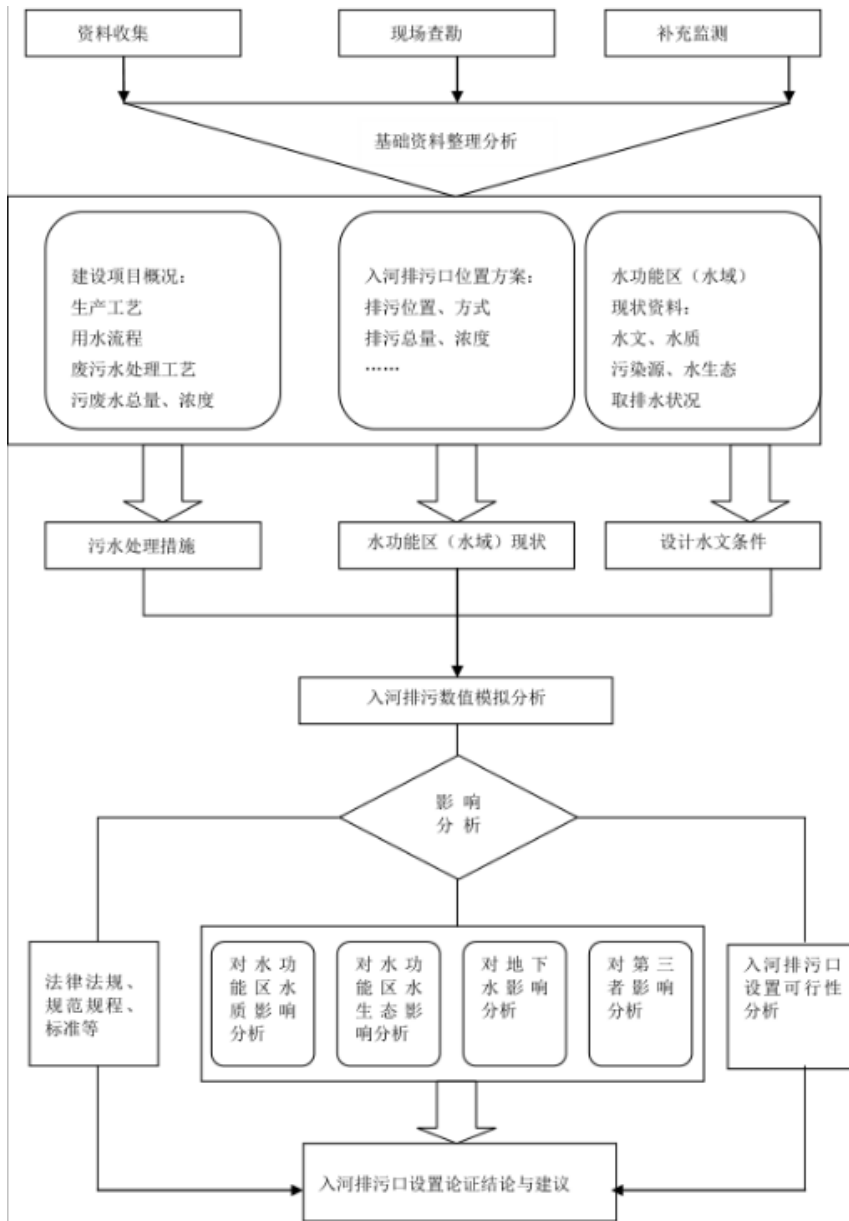 资料收集
现场查勘
补充监测
基础资料整理分析
建设项目概况：
生产工艺
用水流程
废污水处理工艺
污废水总量、浓度
入河排污口位置方案：
排污位置、方式
排污总量、浓度
……
水功能区（水域）
现状资料：
水文、水质
污染源、水生态
取排水状况
污水处理措施
水功能区（水域）现状
设计水文条件
入河排污数值模拟分析
影响
分析
法律法规、
规范规程、
标准等
对水功
能区水
质影响
分析
对水功
能区水
生态影
响分析
对地下
水影响
分析
对第三
者影响
分析
入河排污口
设置可行性
分析
入河排污口设置论证结论与建议